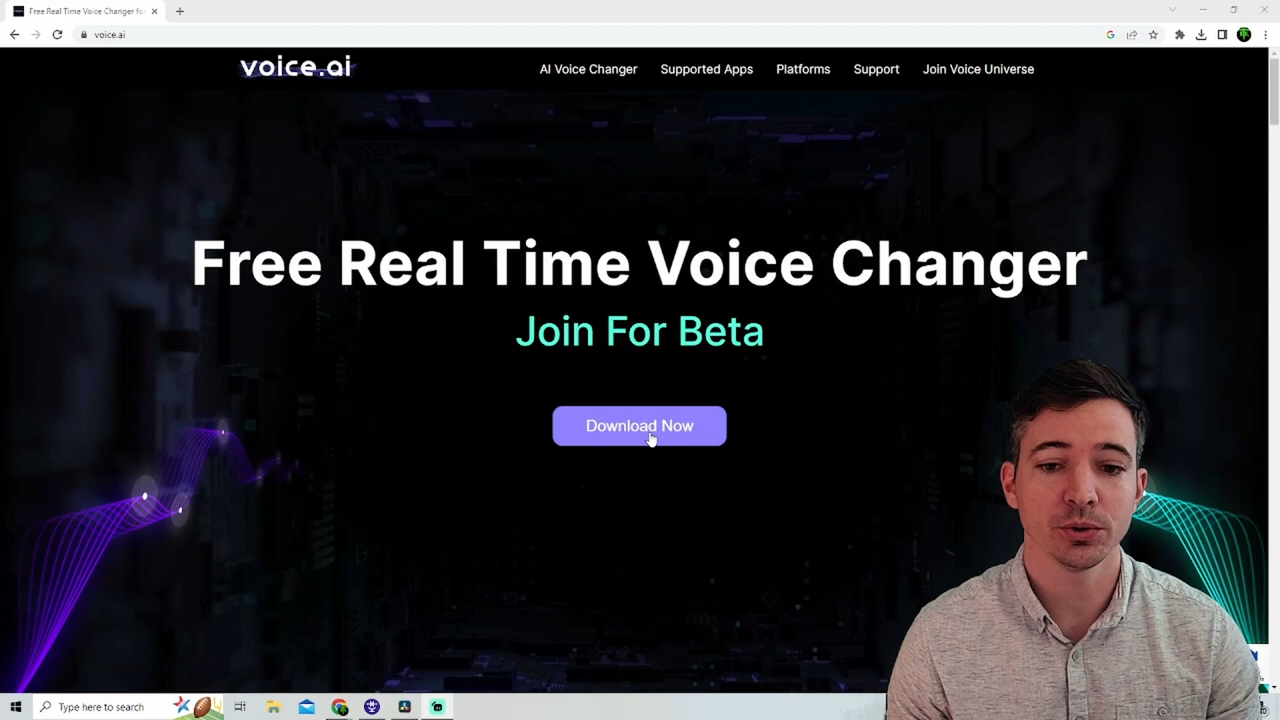 Free Real Time Voice Changer fo
voice.ai
voice.ai
AI Voice Changer
Supported Apps
Platforms
Support
Join Voice Universe
Free Real Time Voice Changer
Join For Beta
Download Now
Type here to search